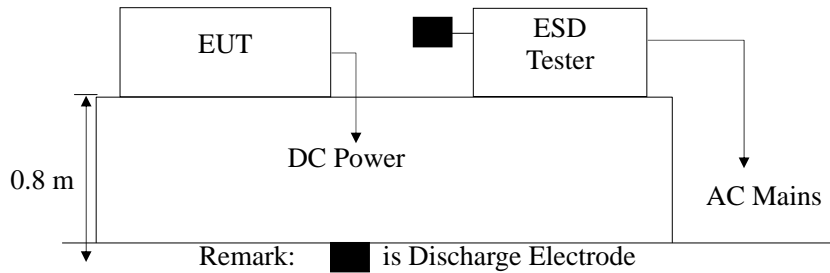 EUT
ESD
Tester
DC Power
0.8 m
AC Mains
Remark: is Discharge Electrode